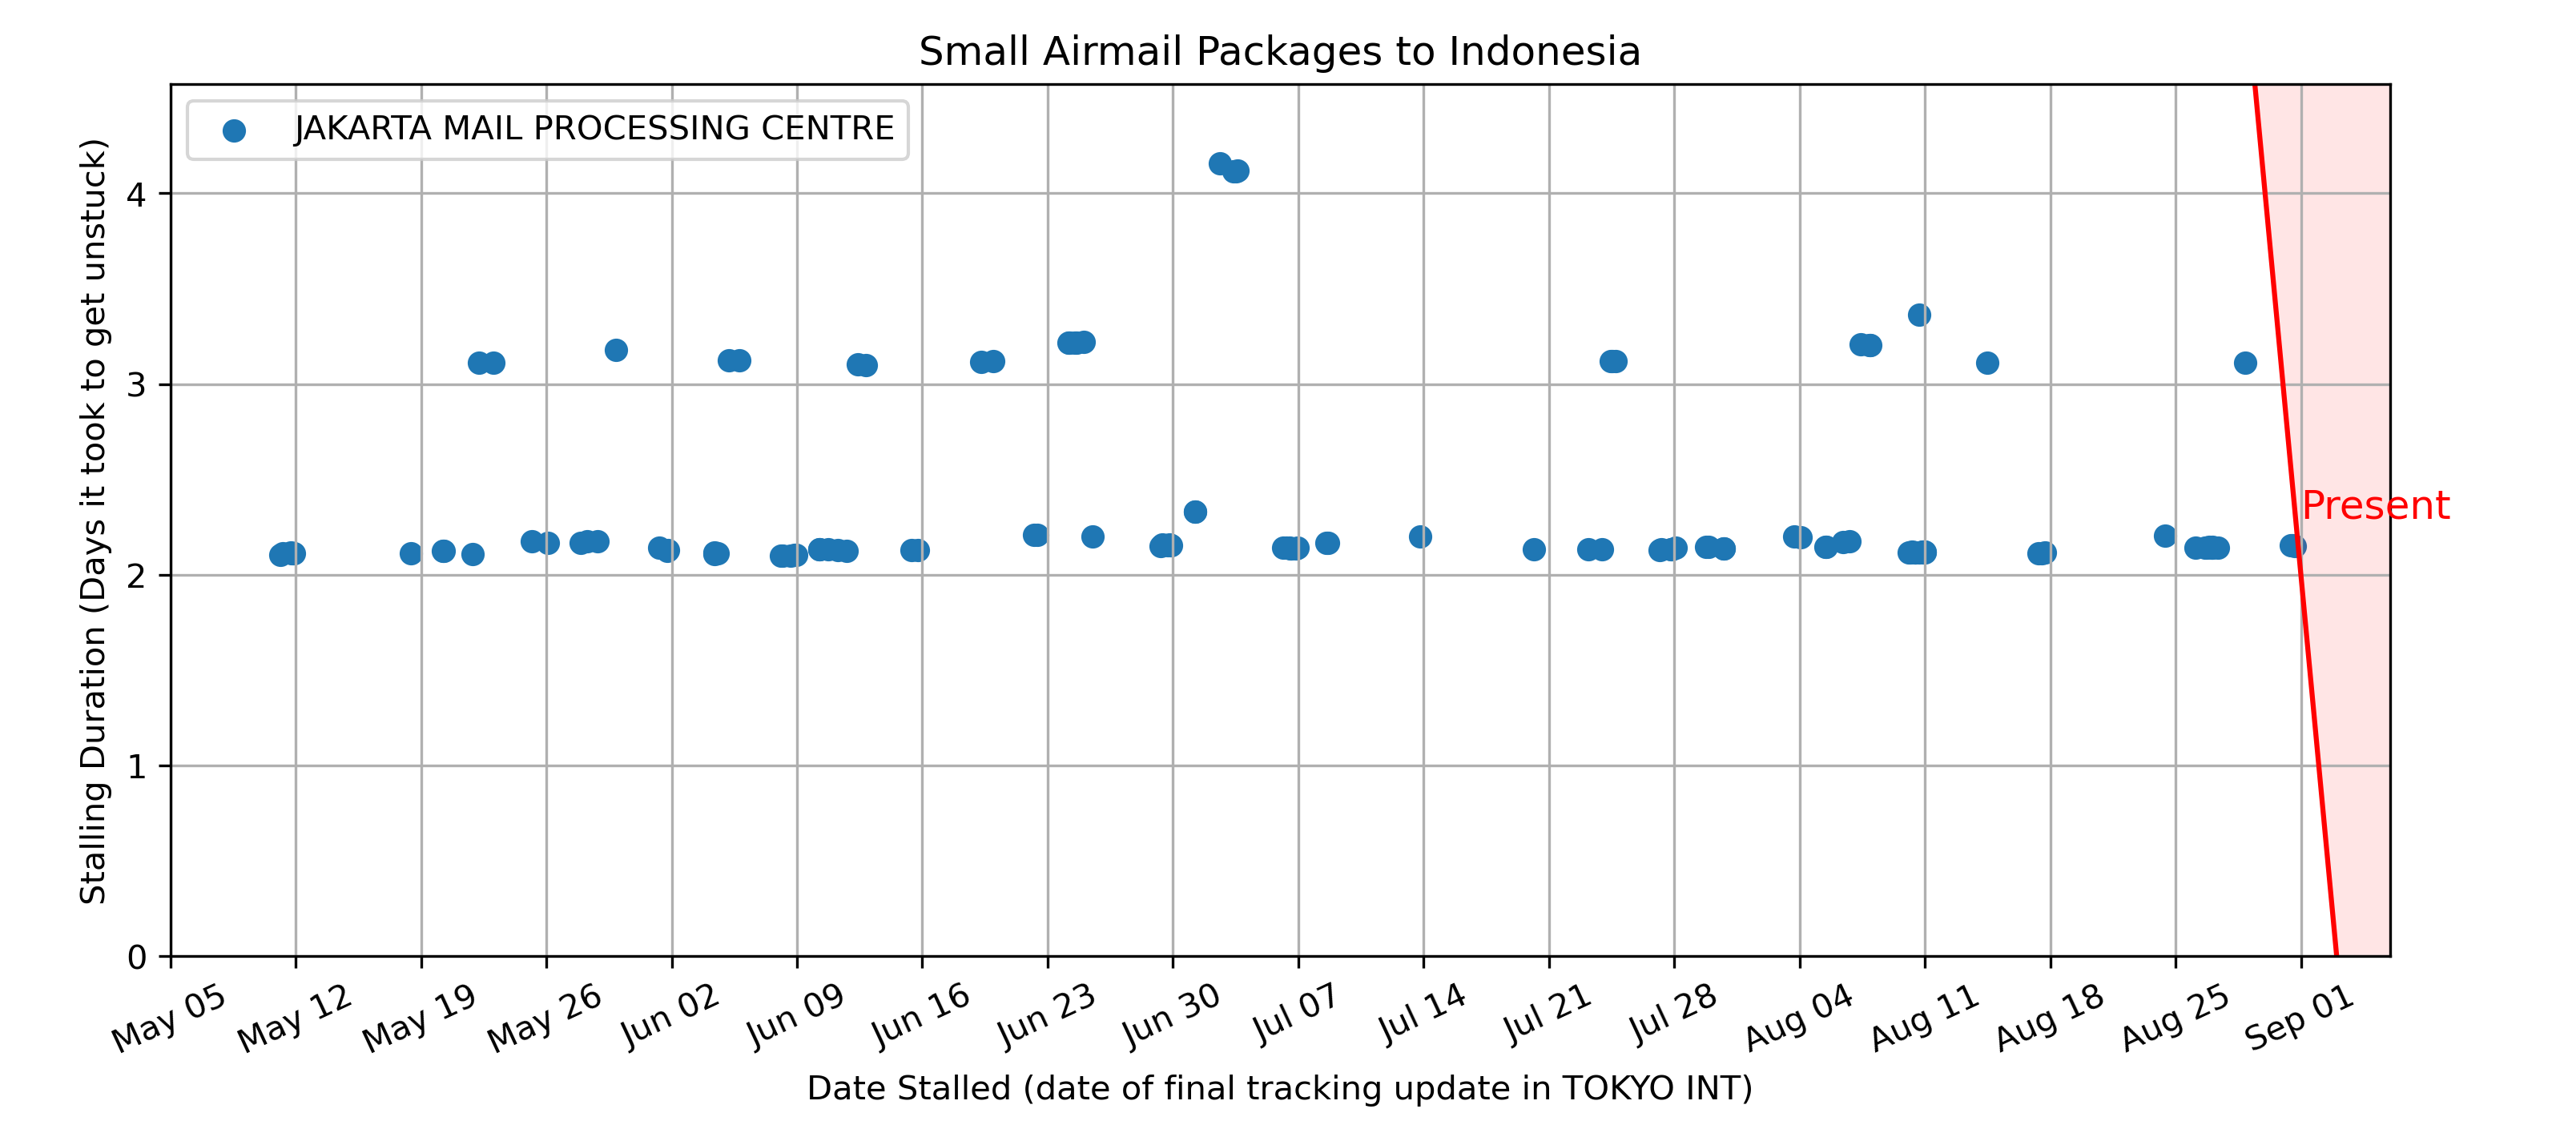 Small Airmail Packages to Indonesia
JAKARTA MAIL PROCESSING CENTRE
Stalling Duration (Days it took to get unstuck)
4
3
2
1
0
Present
May 05
May 12
May 19
May 26
Jun 02
Jun 09
Jun 16
Jun 23
Jun 30
Jul 07
Jul 14
Jul 21
Jul 28
Aug 04
Aug 11
Aug 18
Aug 25
Sep 01
Date Stalled (date of final tracking update in TOKYO INT)